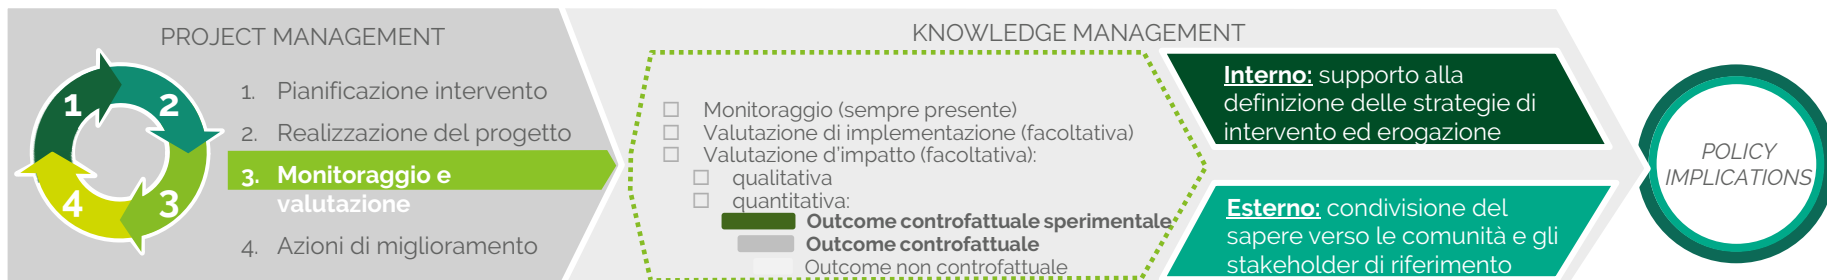 PROJECT MANAGEMENT
1
2
3
4
1. Pianificazione intervento
2. Realizzazione del progetto
3. Monitoraggio e
valutazione
4. Azioni di miglioramento
KNOWLEDGE MANAGEMENT
Monitoraggio (sempre presente)
Valutazione di implementazione (facoltativa)
Valutazione d'impatto (facoltativa):
qualitativa
quantitativa:
Outcome controfattuale sperimentale
Outcome controfattuale
Outcome non controfattuale
Interno: supporto alla
definizione delle strategie di
intervento ed erogazione
Esterno: condivisione del
sapere verso le comunità e gli
stakeholder di riferimento
POLICY
IMPLICATIONS